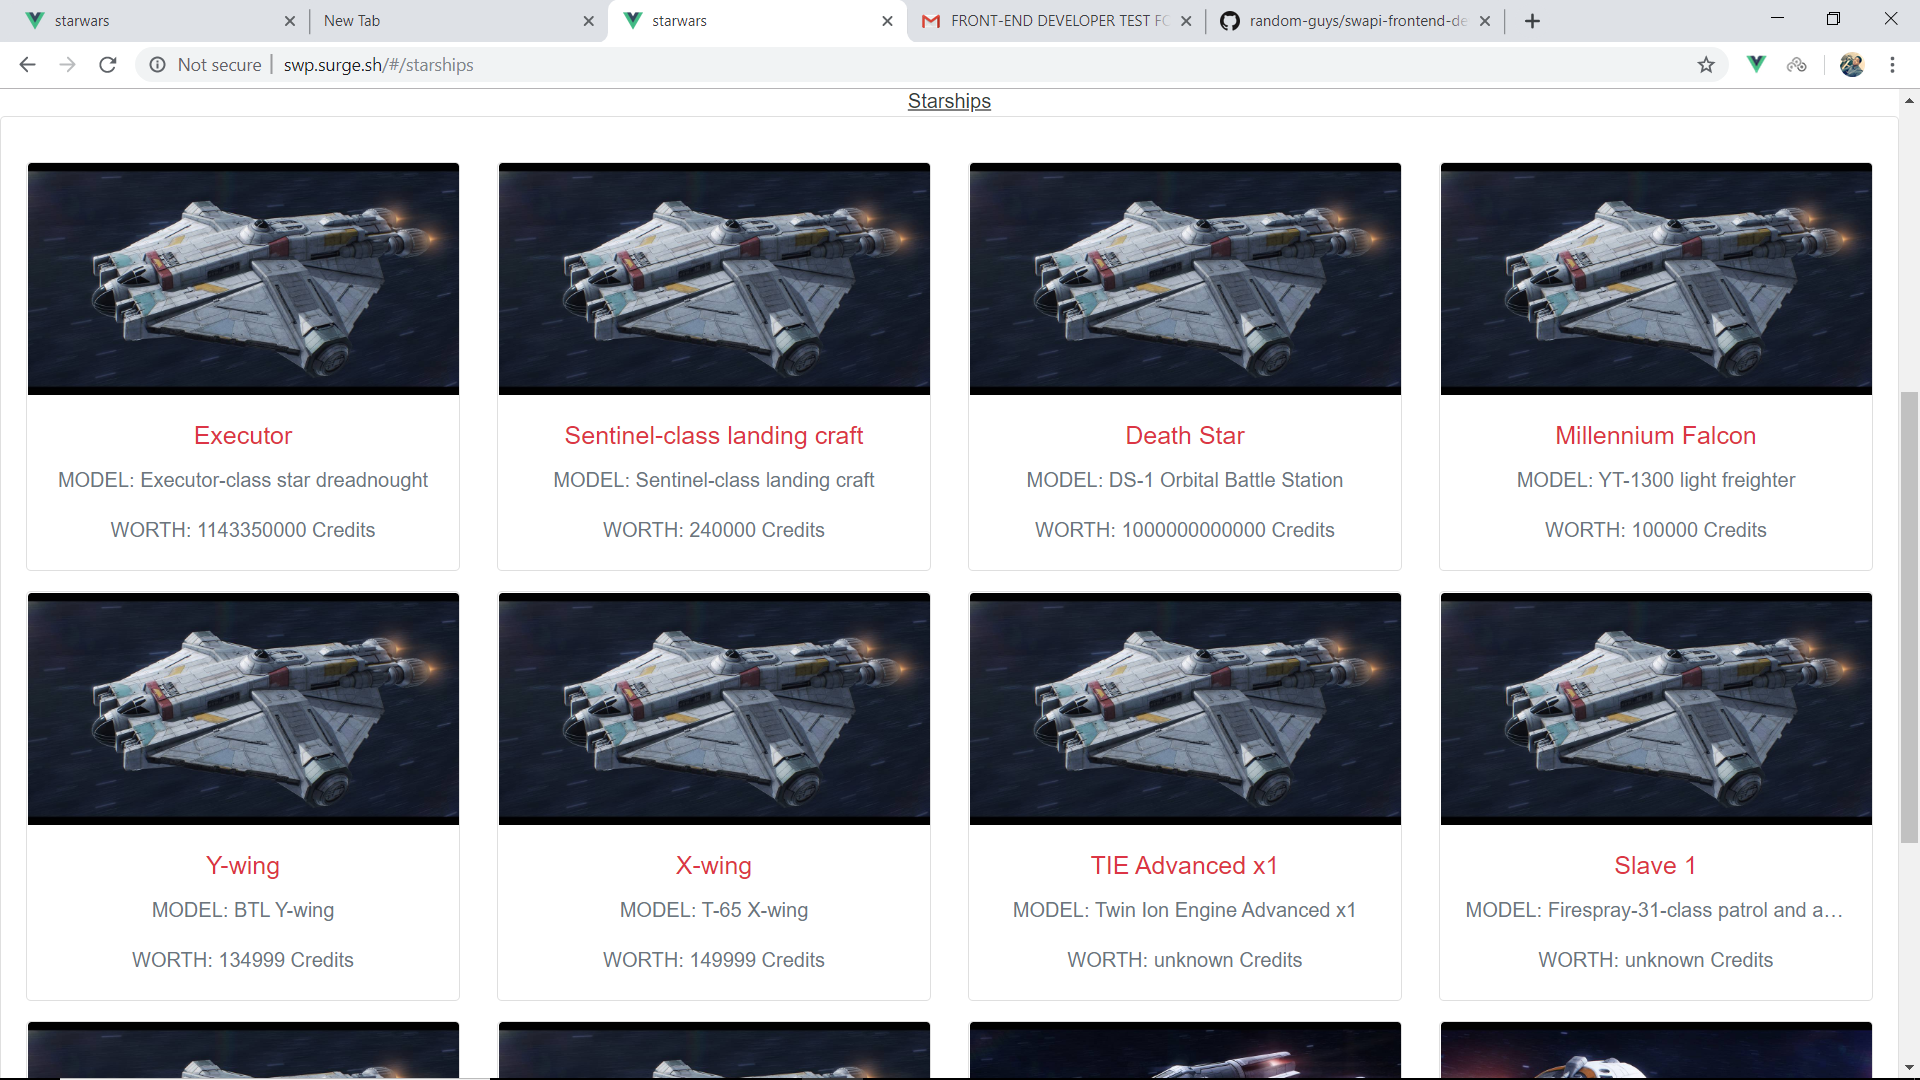 starwars
New Tab
starwars
FRONT-END DEVELOPER TEST FO
random-guys/swapi-frontend-de
Not secure
swp.surge.sh/#/starships
Starships
Executor
MODEL: Executor-class star dreadnought
WORTH: 1143350000 Credits
Sentinel-class landing craft
MODEL: Sentinel-class landing craft
WORTH: 240000 Credits
Death Star
MODEL: DS-1 Orbital Battle Station
WORTH: 1000000000000 Credits
Millennium Falcon
MODEL: YT-1300 light freighter
WORTH: 100000 Credits
Y-wing
MODEL: BTL Y-wing
WORTH: 134999 Credits
X-wing
MODEL: T-65 X-wing
WORTH: 149999 Credits
TIE Advanced x1
MODEL: Twin Ion Engine Advanced x1
WORTH: unknown Credits
Slave 1
MODEL: Firespray-31-class patrol and a…
WORTH: unknown Credits